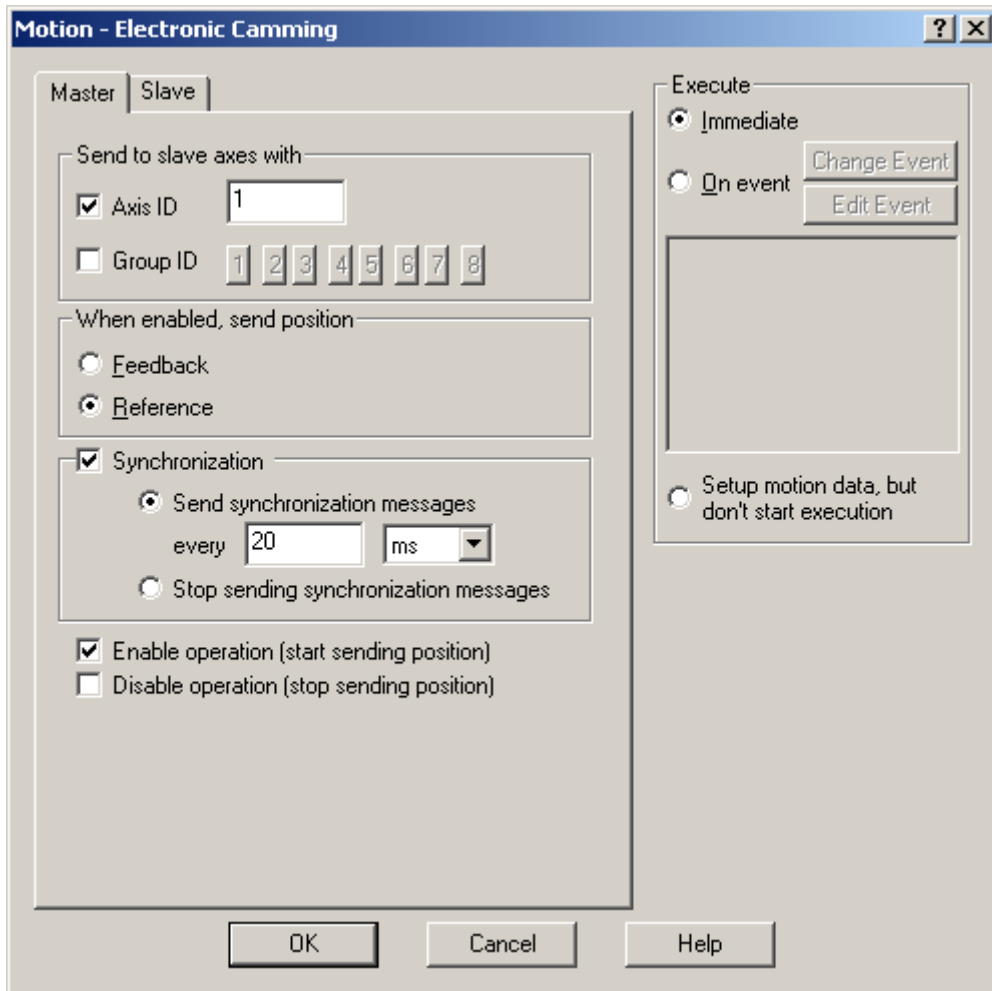 Motion - Electronic Camming
Master
Slave
Send to slave axes with
Axis ID
1
Group ID
1 2 3 4 5 6 7 8
When enabled, send position
Feedback
Reference
Synchronization
Send synchronization messages
every 20 ms
Stop sending synchronization messages
Enable operation (start sending position)
Disable operation (stop sending position)
Execute
Immediate
On event
Change Event
Edit Event
Setup motion data, but
don't start execution
OK
Cancel
Help